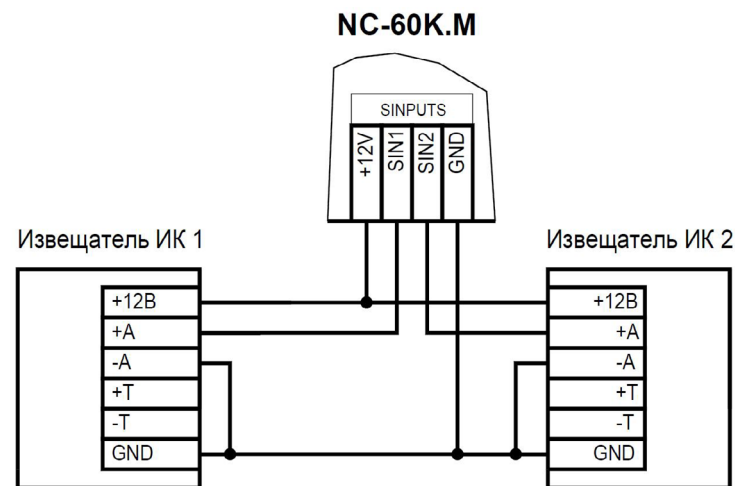 NC-60K.M
SINPUTS
+12V
SIN1
SIN2
GND
Извещатель ИК 1
+12В
+А
-А
+Т
-Т
GND
Извещатель ИК 2
+12В
+А
-А
+Т
-Т
GND